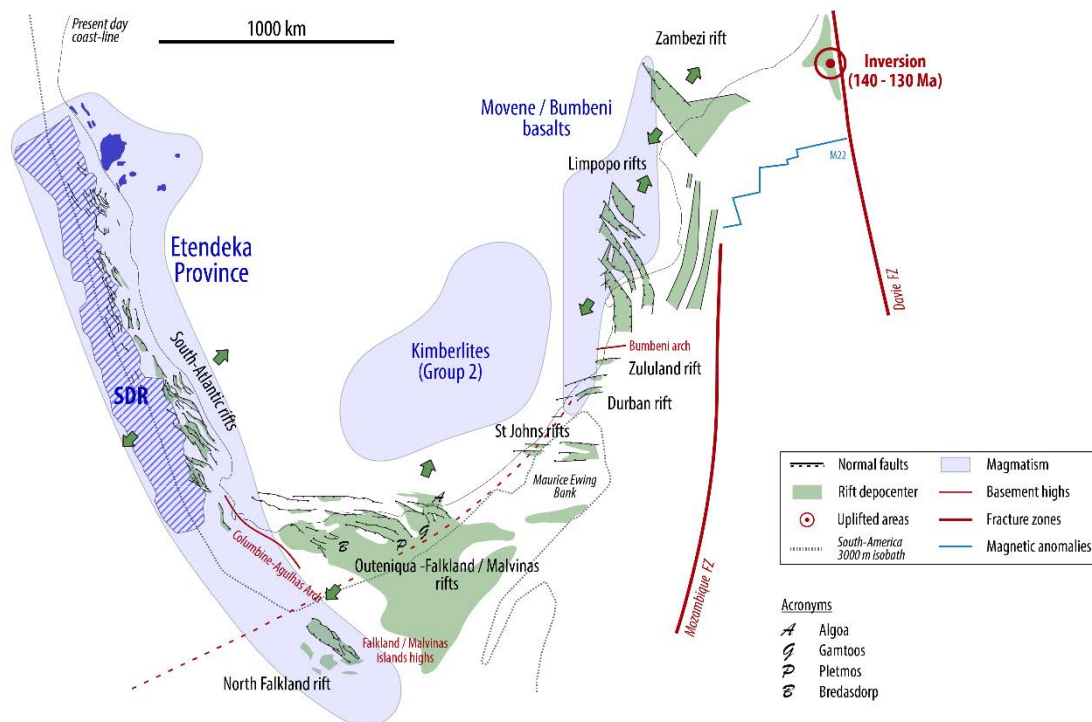 Present day
coast-line
1000 km
Zambezi rift
Inversion
(140 - 130 Ma)
Movene / Bumbeni
basalts
M22
Limpopo rifts
Etendeka
Province
Davie FZ
South-Atlantic rifts
Kimberlites
(Group 2)
Bumbeni arch
Zululand rift
SDR
Durban rift
St Johns rifts
Maurice Ewing
Bank
A
G
B
P
Columbine-Agulhas Arch
Outeniqua -Falkland / Malvinas
rifts
Mozambique FZ
Falkland / Malvinas
islands highs
North Falkland rift
Normal faults
Magmatism
Rift depocenter
Basement highs
Uplifted areas
Fracture zones
South-America
3000 m isobath
Magnetic anomalies
Acronyms
A Algoa
G Gamtoos
P Pletmos
B Bredasdorp